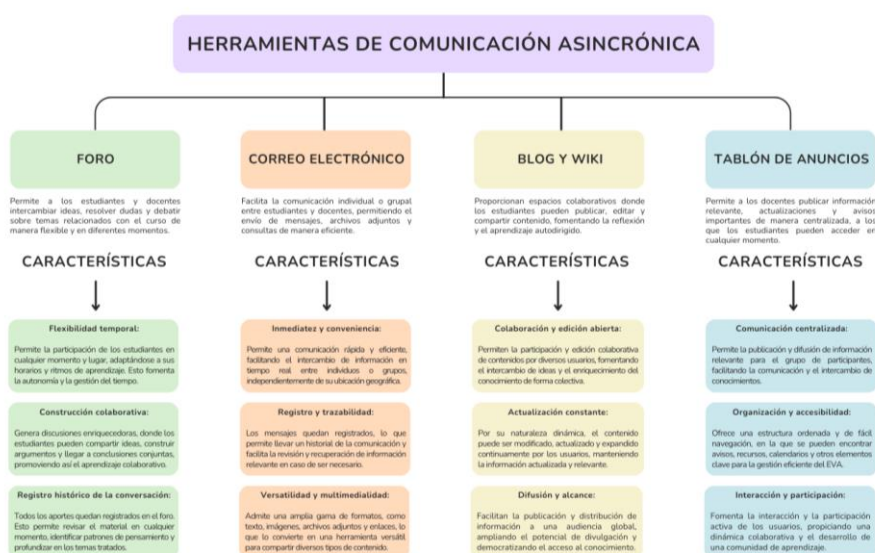 HERRAMIENTAS DE COMUNICACIÓN ASINCRÓNICA
FORO
Permite a los estudiantes y docentes
intercambiar ideas, resolver dudas y debatir
sobre temas relacionados con el curso de
manera flexible y en diferentes momentos.
CARACTERÍSTICAS
Flexibilidad temporal:
Permite la participación de los estudiantes en
cualquier momento y lugar, adaptándose a sus
horarios y ritmos de aprendizaje. Esto fomenta
la autonomía y la gestión del tiempo.
Construcción colaborativa:
Genera discusiones enriquecedoras, donde los
estudiantes pueden compartir ideas, construir
argumentos y llegar a conclusiones conjuntas,
promoviendo así el aprendizaje colaborativo.
Registro histórico de la conversación:
Todos los aportes quedan registrados en el foro.
Esto permite revisar el material en cualquier
momento, identificar patrones de pensamiento y
profundizar en los temas tratados.
CORREO ELECTRÓNICO
Facilita la comunicación individual o grupal
entre estudiantes y docentes, permitiendo el
envío de mensajes, archivos adjuntos y
consultas de manera eficiente.
CARACTERÍSTICAS
Inmediatez y conveniencia:
Permite una comunicación rápida y eficiente,
facilitando el intercambio de información en
tiempo real entre individuos o grupos,
independientemente de su ubicación geográfica.
Registro y trazabilidad:
Los mensajes quedan registrados, lo que
permite llevar un historial de la comunicación y
facilita la revisión y recuperación de información
relevante en caso de ser necesario.
Versatilidad y multimedialidad:
Admite una amplia gama de formatos, como
texto, imágenes, archivos adjuntos y enlaces, lo
que lo convierte en una herramienta versátil
para compartir diversos tipos de contenido.
BLOG Y WIKI
Proporcionan espacios colaborativos donde
los estudiantes pueden publicar, editar y
compartir contenido, fomentando la reflexión
y el aprendizaje autodirigido.
CARACTERÍSTICAS
Colaboración y edición abierta:
Permiten la participación y edición colaborativa
de contenidos por diversos usuarios, fomentando
el intercambio de ideas y el enriquecimiento del
conocimiento de forma colectiva.
Actualización constante:
Por su naturaleza dinámica, el contenido
puede ser modificado, actualizado y expandido
continuamente por los usuarios, manteniendo
la información actualizada y relevante.
Difusión y alcance:
Facilitan la publicación y distribución de
información a una audiencia global,
ampliando el potencial de divulgación y
democratizando el acceso al conocimiento.
TABLÓN DE ANUNCIOS
Permite a los docentes publicar información
relevante, actualizaciones y avisos
importantes de manera centralizada, a los
que los estudiantes pueden acceder en
cualquier momento.
CARACTERÍSTICAS
Comunicación centralizada:
Permite la publicación y difusión de información
relevante para el grupo de participantes,
facilitando la comunicación y el intercambio de
conocimientos.
Organización y accesibilidad:
Ofrece una estructura ordenada y de fácil
navegación, en la que se pueden encontrar
avisos, recursos, calendarios y otros elementos
clave para la gestión eficiente del EVA.
Interacción y participación:
Fomenta la interacción y la participación
activa de los usuarios, propiciando una
dinámica colaborativa y el desarrollo de
una comunidad de aprendizaje.